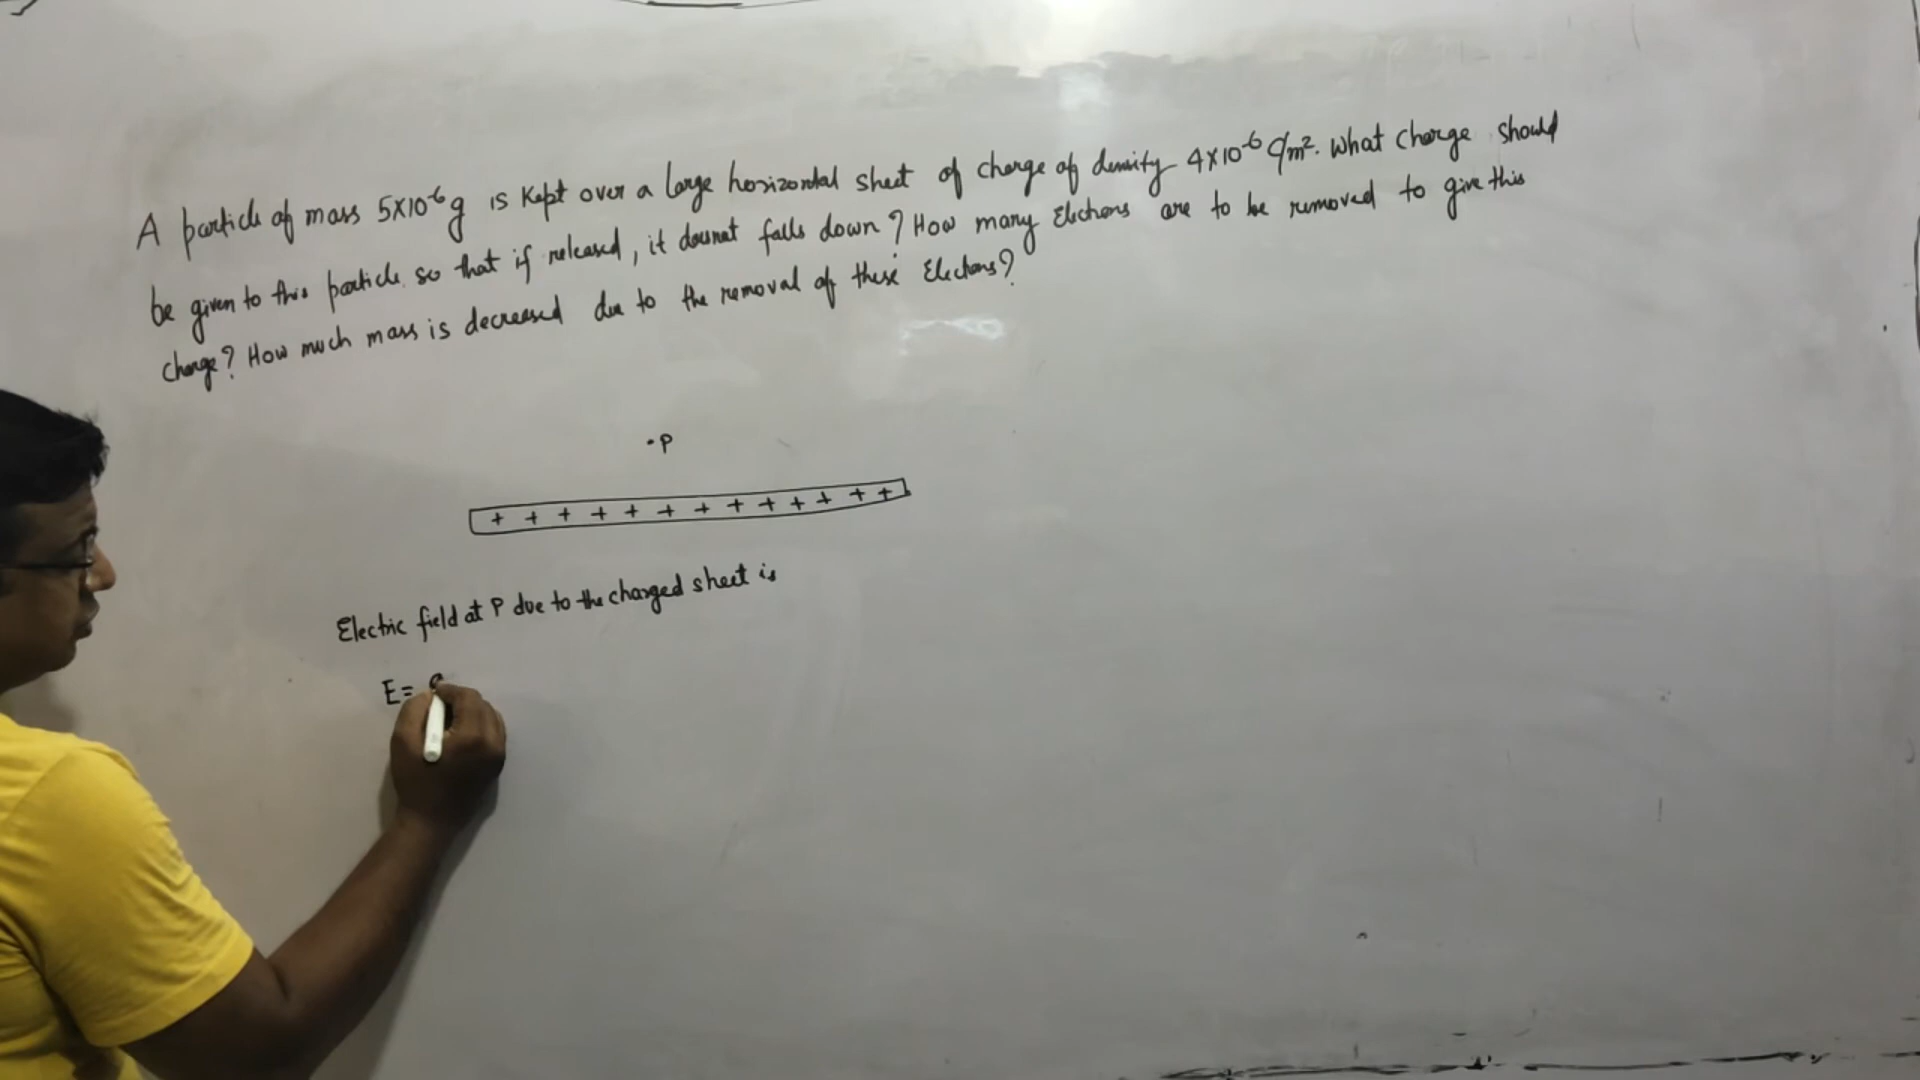 A particle of mass 5×10⁻⁶g is kept over a large horizontal sheet of charge of density 4×10⁻⁶ C/m². What charge should
be given to this particle so that if released, it doesnot falls down? How many Electrons are to be removed to give this
charge? How much mass is decreased due to the removal of these Electrons?
·P
+ + + + + + + + + + + + +
Electric field at P due to the charged sheet is
E=